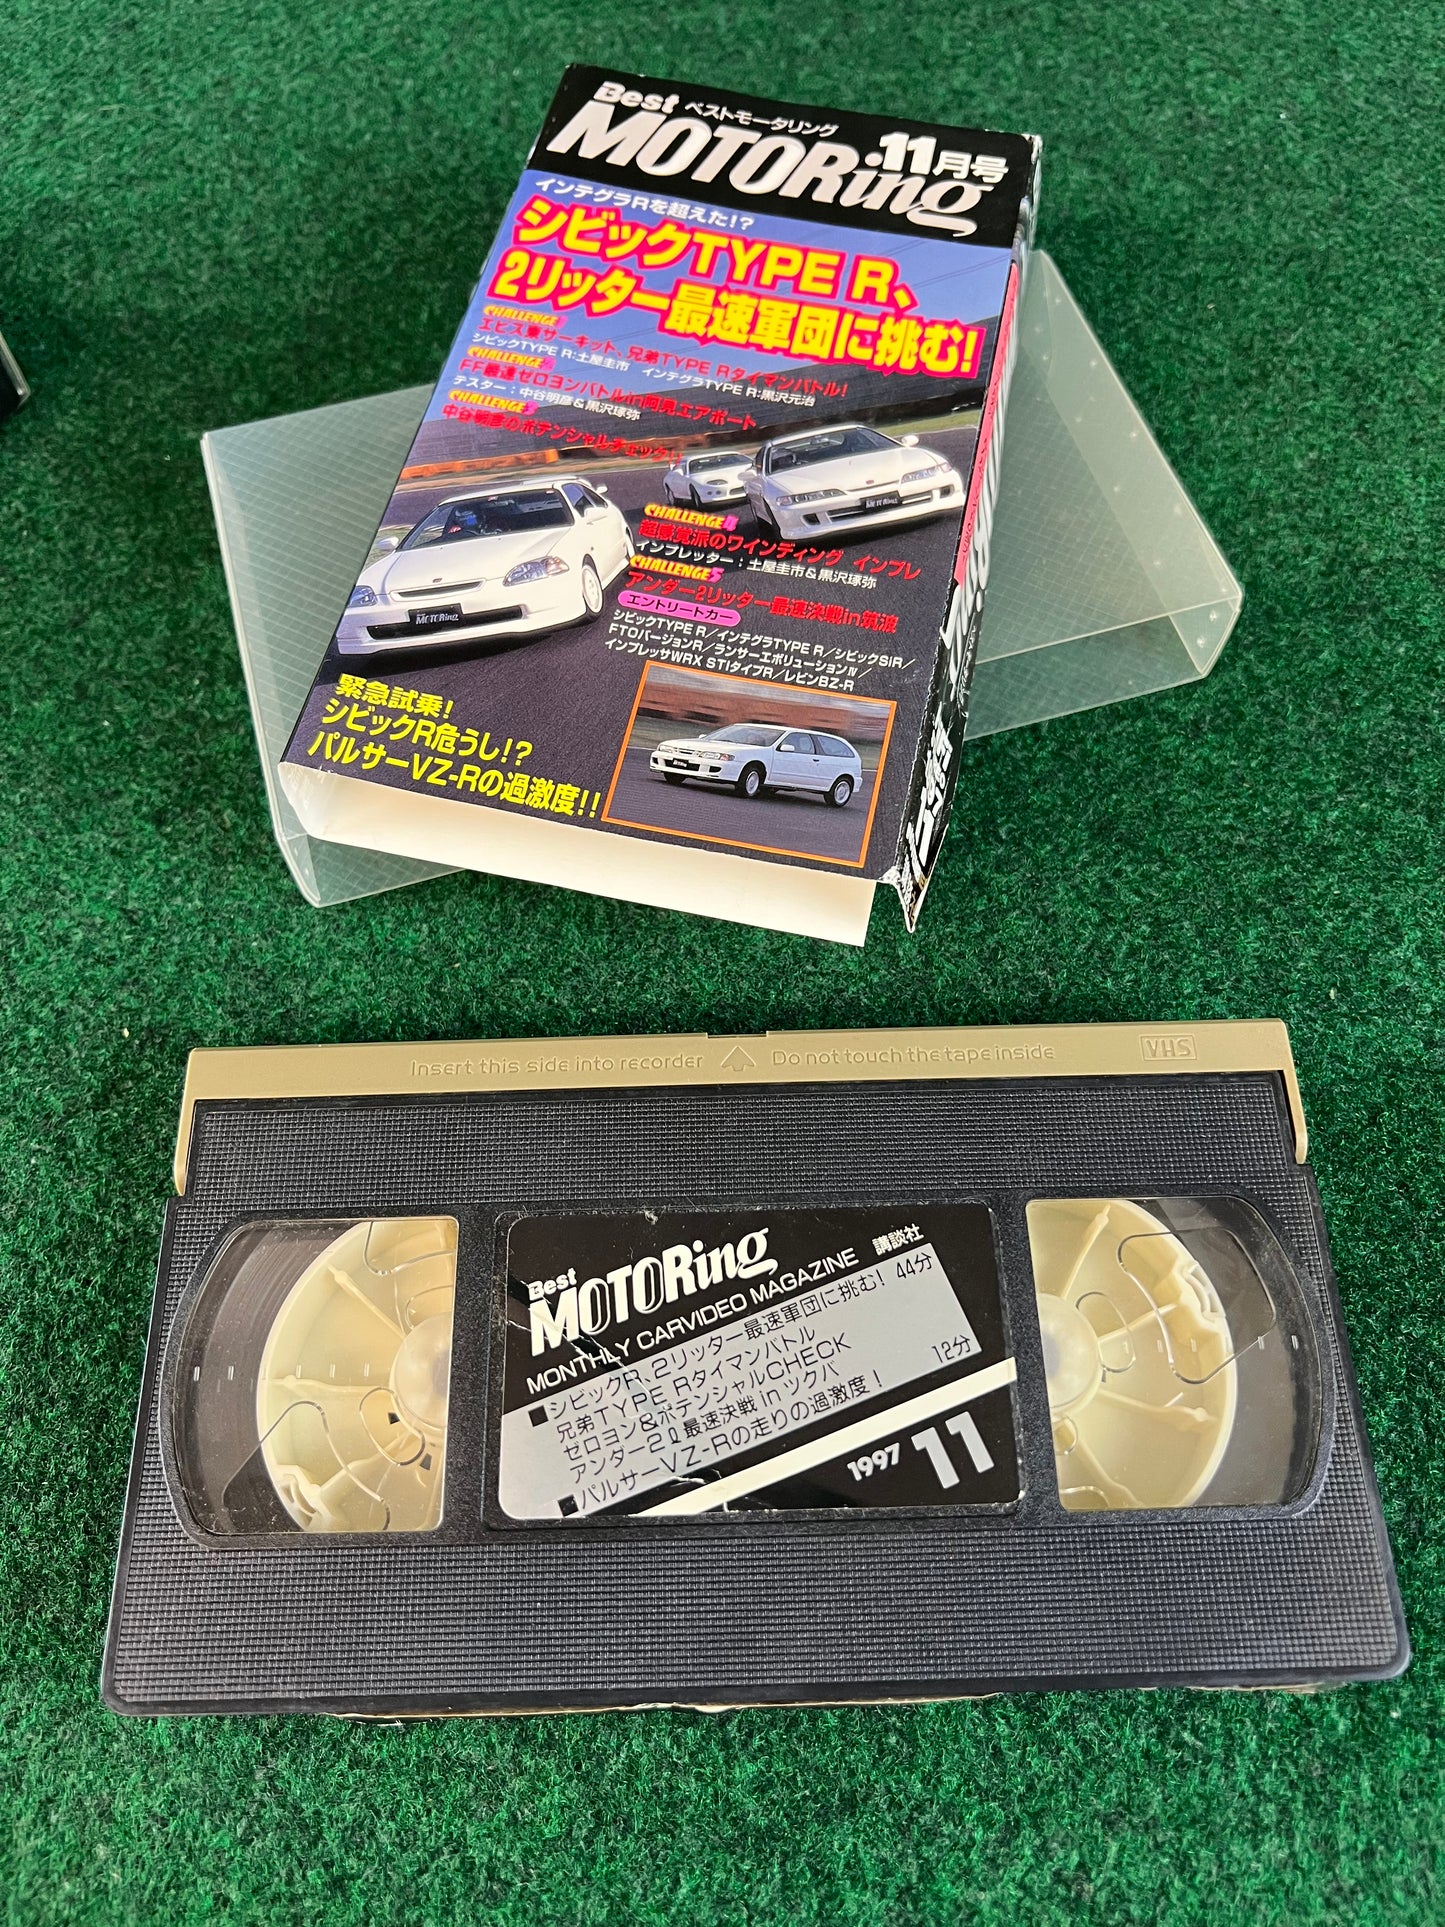 Best ベストモータリング
MOTORing 11月号
インテグラRを超えた!?
シビックTYPE R、
2リッター最速軍団に挑む!
CHALLENGE 1
エビス東サーキット、兄弟TYPE Rタイマンバトル!
シビックTYPE R:土屋圭市 インテグラTYPE R:黒沢元治
CHALLENGE 2
FF最速ゼロヨンバトルin阿見エアポート
テスター:中谷明彦&黒沢琢弥
CHALLENGE 3
中谷明彦のポテンシャルチェック!!
CHALLENGE 4
超感覚派のワインディング インプレ
インプレッター:土屋圭市&黒沢琢弥
CHALLENGE 5
アンダー2リッター最速決戦in筑波
エントリートカー
シビックTYPE R/インテグラTYPE R/シビックSiR/
FTOバージョンR/ランサーエボリューションⅣ/
インプレッサWRX STiタイプR/レビンBZ-R
Best MOTORing
緊急試乗!
シビックR危うし!?
パルサーVZ-Rの過激度!!
Insert this side into recorder Do not touch the tape inside VHS
Best
MOTORing 講談社
MONTHLY CARVIDEO MAGAZINE
■シビックR、2リッター最速軍団に挑む! 44分
兄弟TYPE Rタイマンバトル
ゼロヨン&ポテンシャルCHECK
アンダー2ℓ最速決戦 in ツクバ
■パルサーVZ-Rの走りの過激度! 12分
1997 11